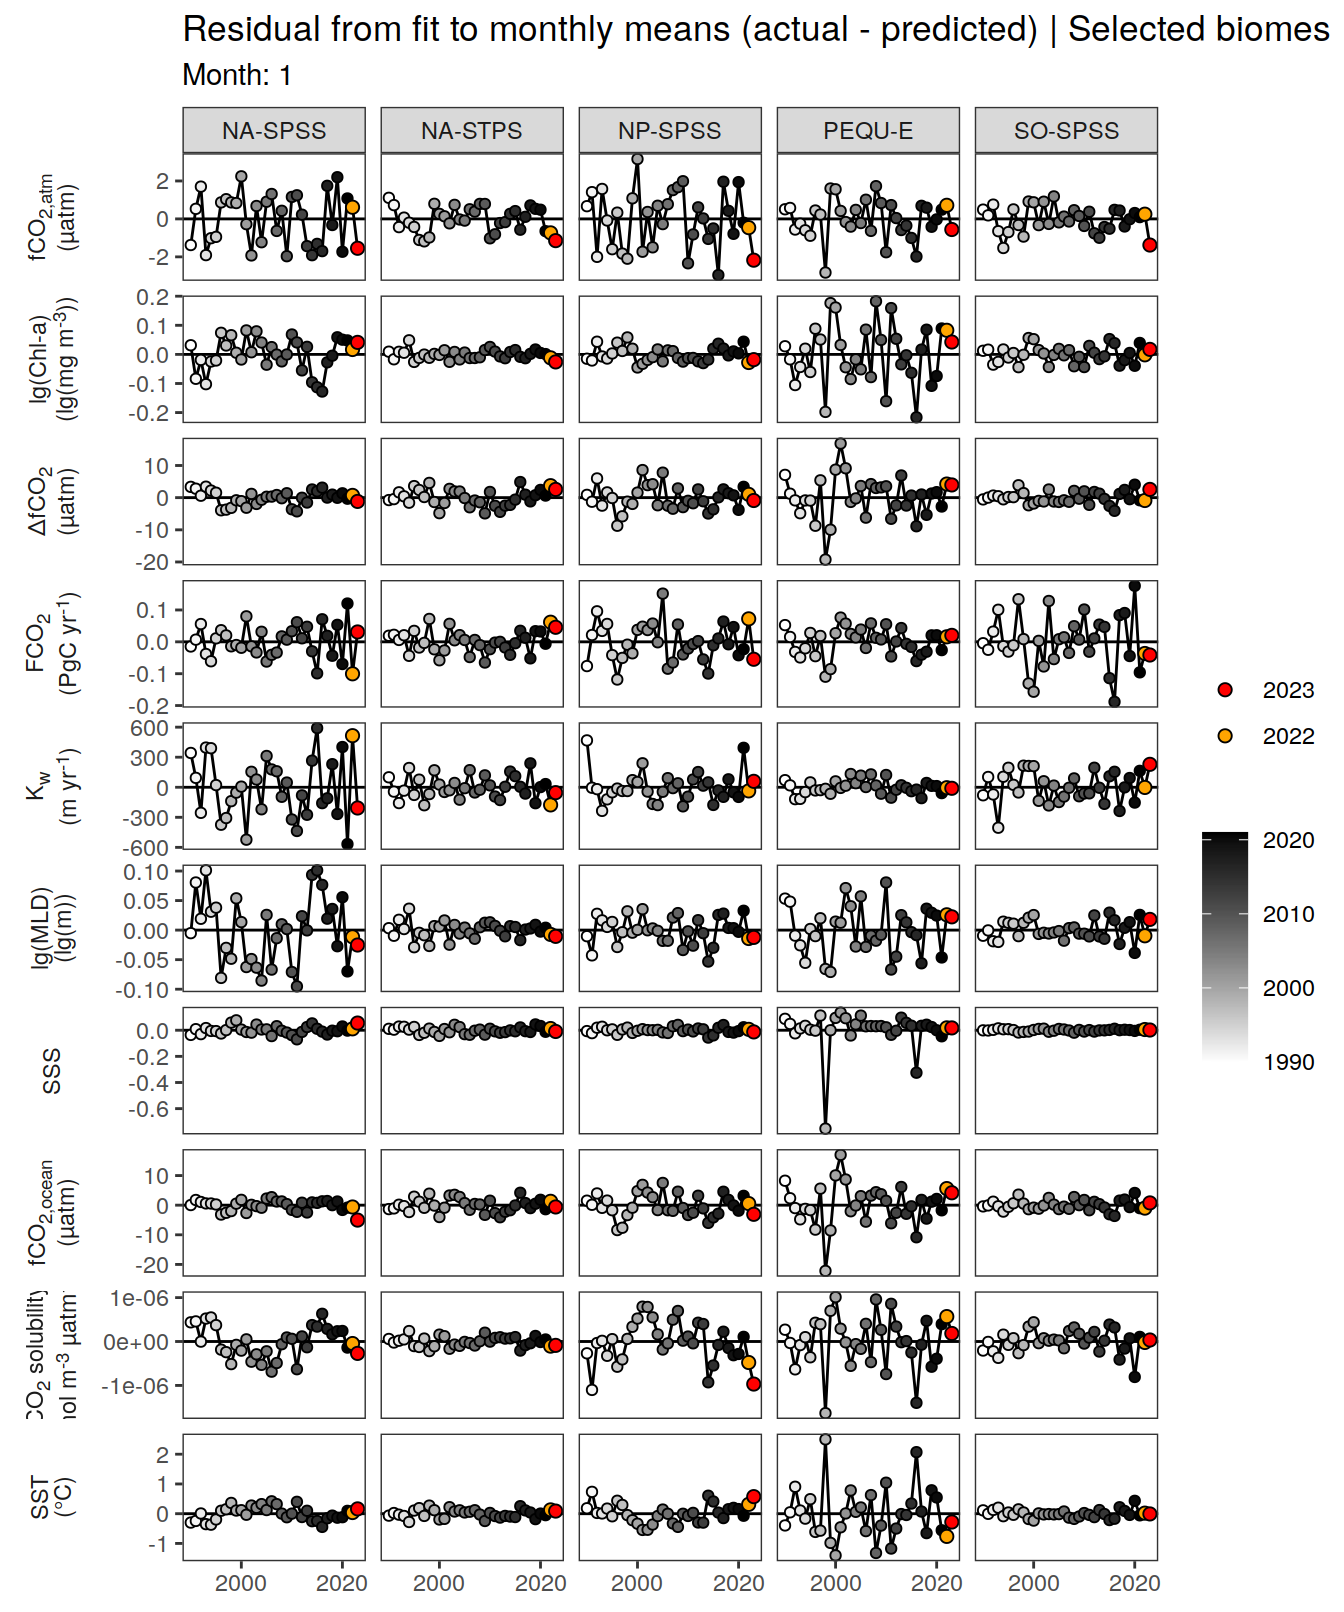 Residual from fit to monthly means (actual - predicted) | Selected biomes
Month: 1
NA-SPSS NA-STPS NP-SPSS PEQU-E SO-SPSS
fCO2,atm
(µatm)
2
0
-2
lg(Chl-a)
(lg(mg m-3))
0.2
0.1
0.0
-0.1
-0.2
ΔfCO2
(µatm)
10
0
-10
-20
FCO2
(PgC yr-1)
0.1
0.0
-0.1
-0.2
Kw
(m yr-1)
600
300
0
-300
-600
lg(MLD)
(lg(m))
0.10
0.05
0.00
-0.05
-0.10
SSS
0.0
-0.2
-0.4
-0.6
fCO2,ocean
(µatm)
10
0
-10
-20
CO2 solubility
m-3 µatm
1e-06
0e+00
-1e-06
SST
(°C)
2
1
0
-1
2000 2020 2000 2020 2000 2020 2000 2020 2000 2020
2023
2022
2020
2010
2000
1990